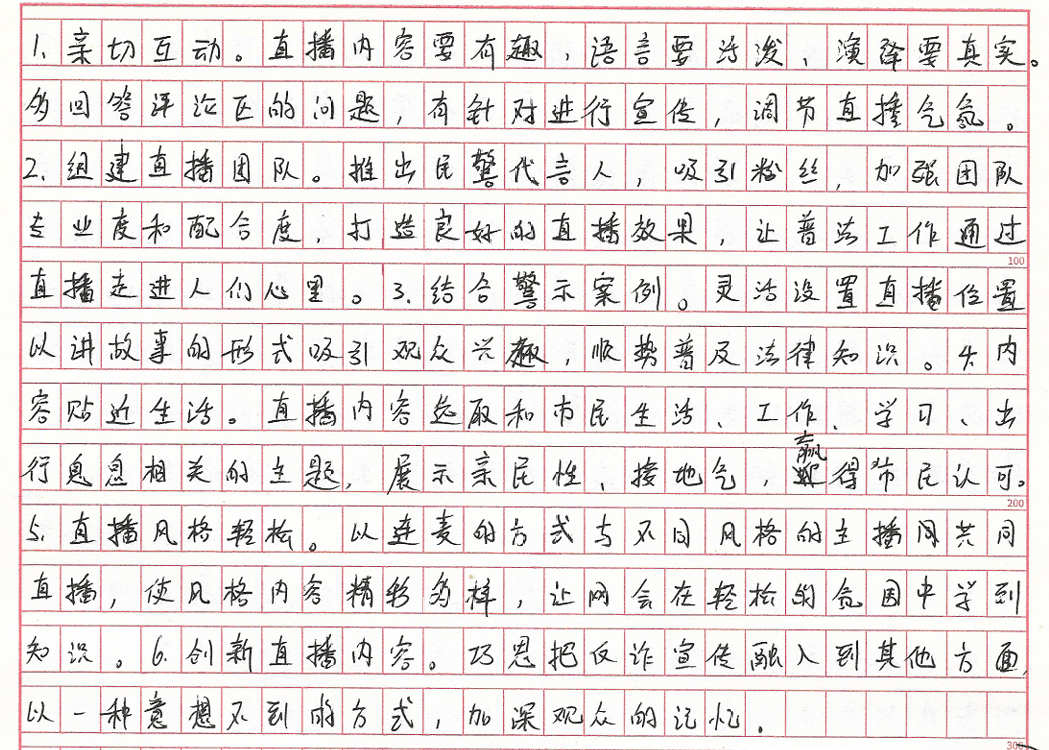 1. 亲切互动。直播内容要有趣，语言要活泼、演绎要真实。
多回答评论区的问题，有针对进行宣传，调节直播气氛。
2. 组建直播团队。推出民警代言人，吸引粉丝，加强团队
专业度和配合度，打造良好的直播效果，让普法工作通过
100
直播走进人们心里。3. 结合警示案例。灵活设置直播位置
以讲故事的形式吸引观众兴趣，顺势普及法律知识。4 内
容贴近生活。直播内容选取和市民生活、工作、学习、出
行息息相关的主题，展示亲民性、接地气，赢得市民认可。
200
5. 直播风格轻松。以连麦的方式与不同风格的主播网共同
直播，使风格内容精彩多样，让网会在轻松的氛围中学到
知识。6. 创新直播内容。巧思把反诈宣传融入到其他方面，
以一种意想不到的方式，加深观众的记忆.
300